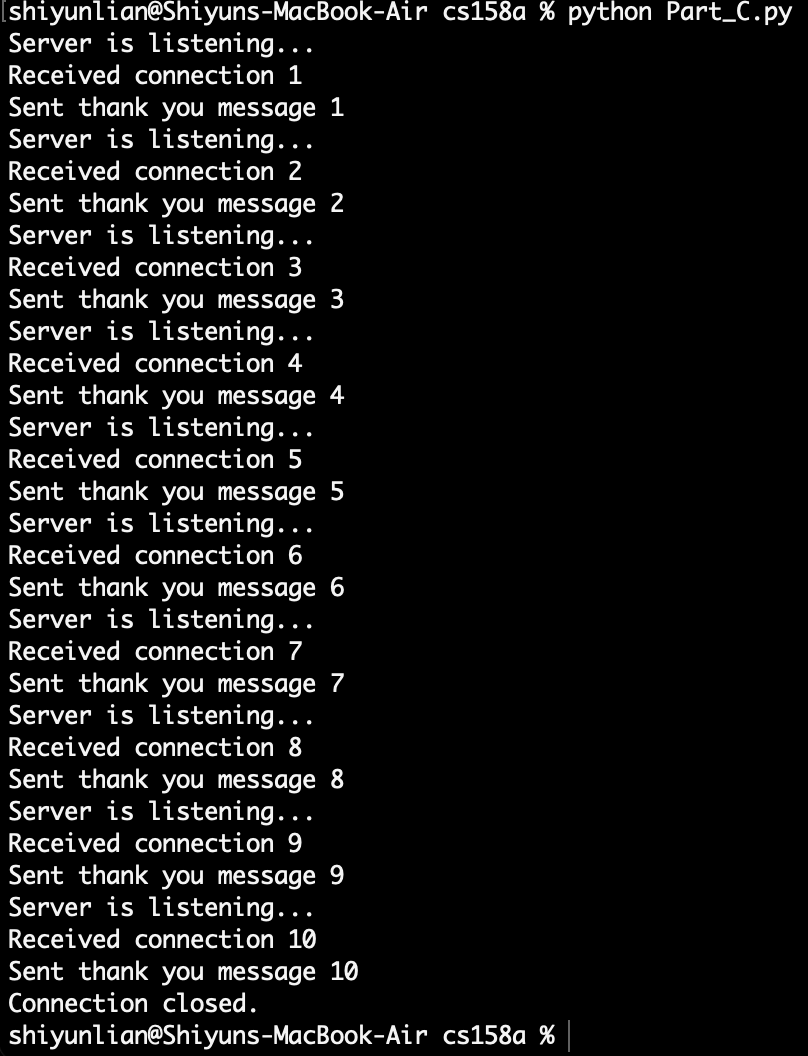 shiyunlian@Shiyuns-MacBook-Air cs158a % python Part_C.py
Server is listening...
Received connection 1
Sent thank you message 1
Server is listening...
Received connection 2
Sent thank you message 2
Server is listening...
Received connection 3
Sent thank you message 3
Server is listening...
Received connection 4
Sent thank you message 4
Server is listening...
Received connection 5
Sent thank you message 5
Server is listening...
Received connection 6
Sent thank you message 6
Server is listening...
Received connection 7
Sent thank you message 7
Server is listening...
Received connection 8
Sent thank you message 8
Server is listening...
Received connection 9
Sent thank you message 9
Server is listening...
Received connection 10
Sent thank you message 10
Connection closed.
shiyunlian@Shiyuns-MacBook-Air cs158a %